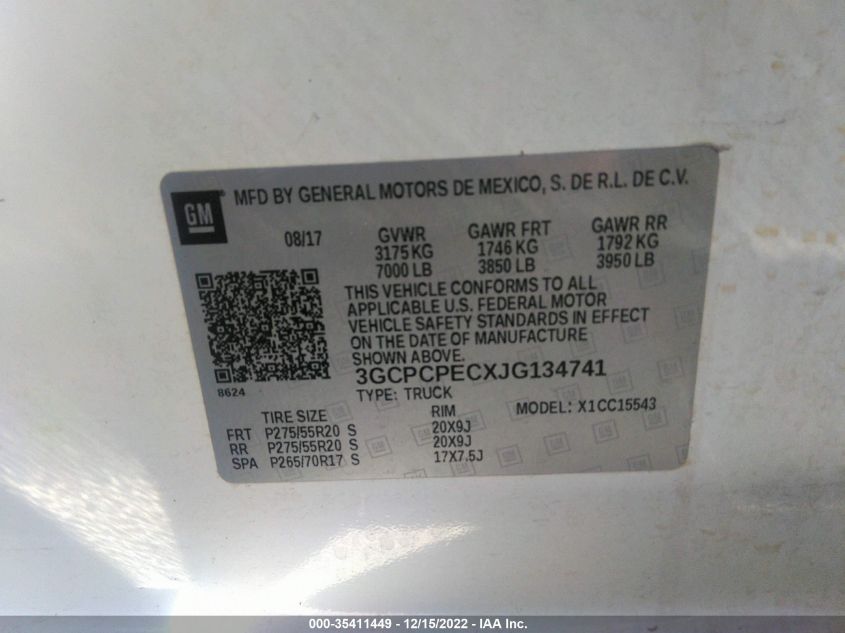 GM MFD BY GENERAL MOTORS DE MEXICO, S. DE R.L. DE C.V.
08/17 GVWR GAWR FRT GAWR RR
3175 KG 1746 KG 1792 KG
7000 LB 3850 LB 3950 LB
THIS VEHICLE CONFORMS TO ALL
APPLICABLE U.S. FEDERAL MOTOR
VEHICLE SAFETY STANDARDS IN EFFECT
ON THE DATE OF MANUFACTURE
SHOWN ABOVE.
3GCPCPECXJG134741
8624
TYPE: TRUCK
TIRE SIZE RIM MODEL: X1CC15543
FRT P275/55R20 S 20X9J
RR P275/55R20 S 20X9J
SPA P265/70R17 S 17X7.5J
000-35411449 - 12/15/2022 - IAA Inc.